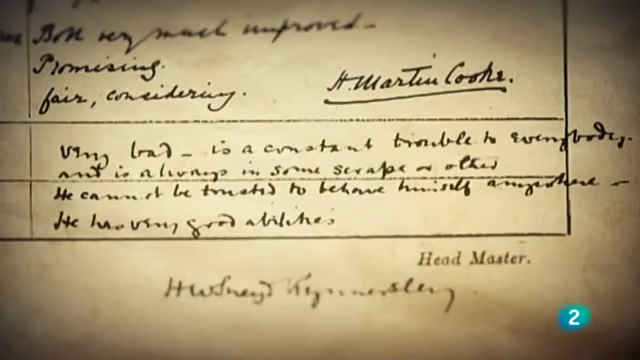 Both very much improved –
Promising.
fair, considering.
H. Martin Cooke.
very bad – is a constant trouble to everybody.
and is always in some scrape or other
He cannot be trusted to behave himself anywhere –
He has very good abilities
Head Master.
H W Sneyd Kynnersley
2